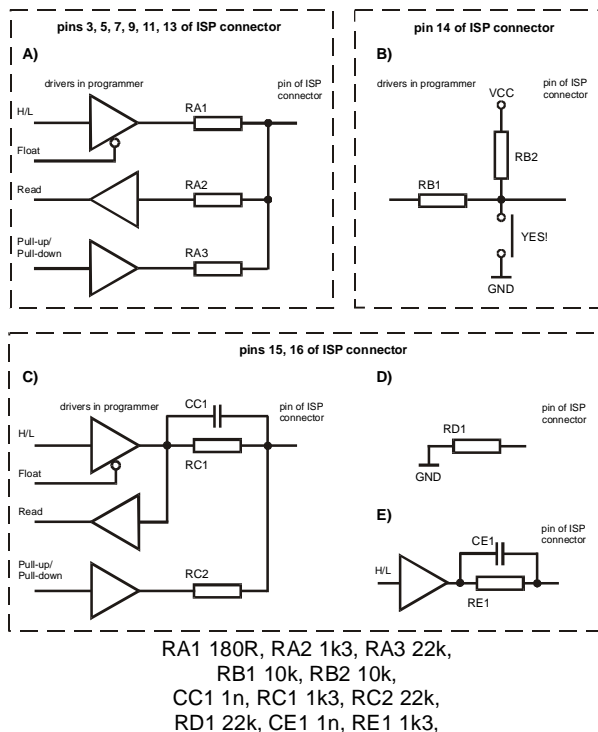 pins 3, 5, 7, 9, 11, 13 of ISP connector
A)
drivers in programmer
pin of ISP
connector
H/L
RA1
Float
Read
RA2
Pull-up/
Pull-down
RA3
pin 14 of ISP connector
B)
drivers in programmer
pin of ISP
connector
VCC
RB2
RB1
YES!
GND
pins 15, 16 of ISP connector
C)
drivers in programmer
CC1
pin of ISP
connector
H/L
RC1
Float
Read
Pull-up/
Pull-down
RC2
D)
pin of ISP
connector
RD1
GND
E)
pin of ISP
connector
CE1
H/L
RE1
RA1 180R, RA2 1k3, RA3 22k,
RB1 10k, RB2 10k,
CC1 1n, RC1 1k3, RC2 22k,
RD1 22k, CE1 1n, RE1 1k3,